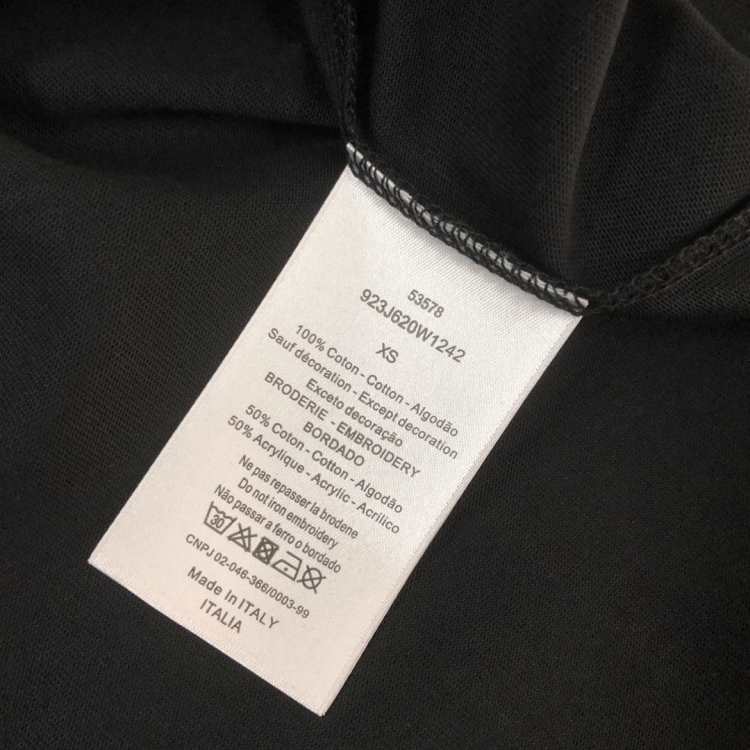 53578
923J620W1242
XS
100% Coton - Cotton - Algodão
Sauf décoration - Except decoration
Exceto decoração
BRODERIE - EMBROIDERY
BORDADO
50% Coton - Cotton - Algodão
50% Acrylique - Acrylic - Acrílico
Ne pas repasser la broderie
Do not iron embroidery
Não passar a ferro o bordado
30
CNPJ 02-046-366/0003-99
Made In ITALY
ITALIA